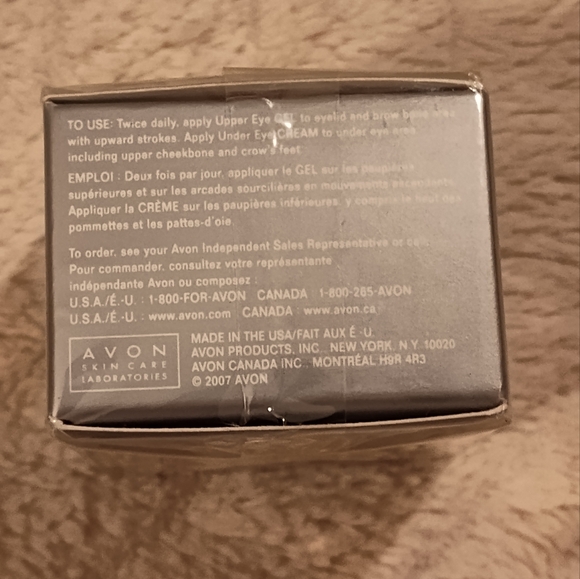 TO USE: Twice daily, apply Upper Eye GEL to eyelid and brow bone area
with upward strokes. Apply Under Eye CREAM to under eye area
including upper cheekbone and crow's feet.
EMPLOI : Deux fois par jour, appliquer le GEL sur les paupières
supérieures et sur les arcades sourcilières en mouvements ascendants.
Appliquer la CRÈME sur les paupières inférieures, y compris le haut des
pommettes et les pattes-d'oie.
To order, see your Avon Independent Sales Representative or call:
Pour commander, consultez votre représentante
indépendante Avon ou composez :
U.S.A./É.-U. : 1-800-FOR-AVON CANADA 1-800-265-AVON
U.S.A./É.-U. : www.avon.com CANADA : www.avon.ca
AVON
SKIN CARE
LABORATORIES
MADE IN THE USA/FAIT AUX É.-U.
AVON PRODUCTS, INC., NEW YORK, N.Y. 10020
AVON CANADA INC., MONTRÉAL H9R 4R3
© 2007 AVON